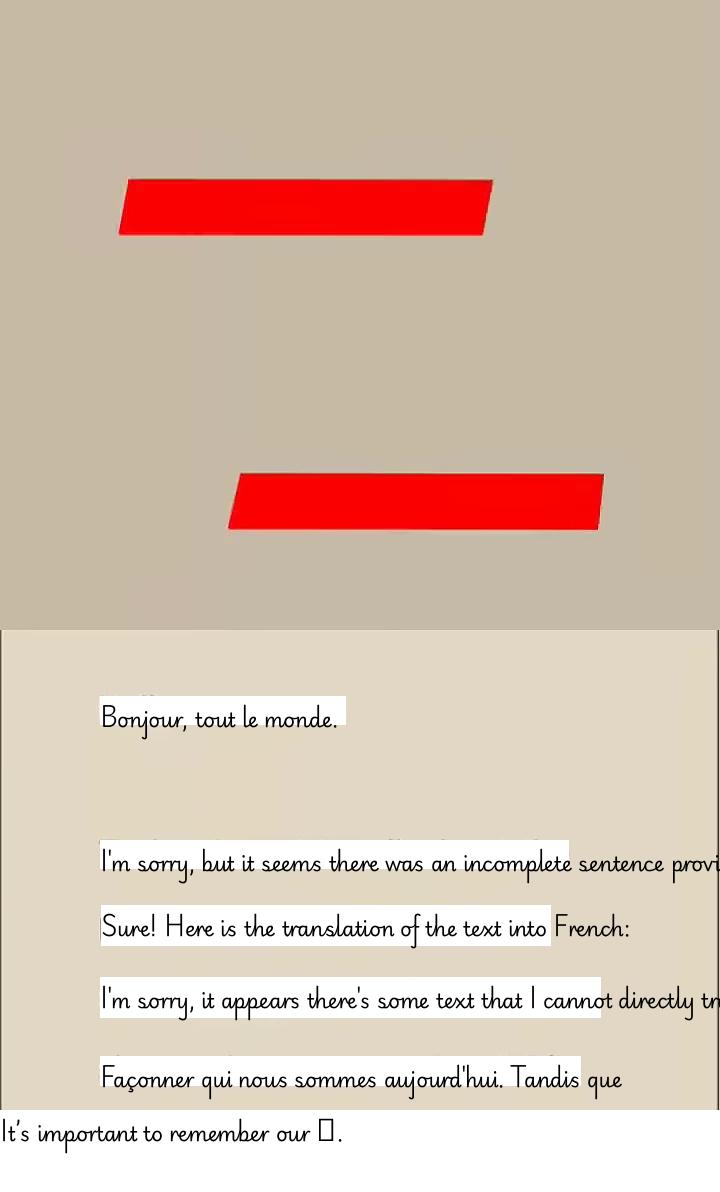 Bonjour, tout le monde.
I'm sorry, but it seems there was an incomplete sentence
Sure! Here is the translation of the text into French:
I'm sorry, it appears there's some text that I cannot directly
Façonner qui nous sommes aujourd'hui. Tandis que
It's important to remember our □.